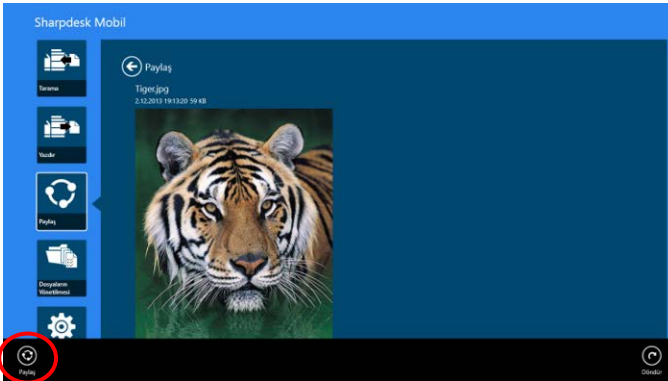 Sharpdesk Mobil
Tarama
Yazdır
Paylaş
Dosyaların
Yönetilmesi
Paylaş
Tiger.jpg
2.12.2013 19:13:20 59 KB
Paylaş
Döndür